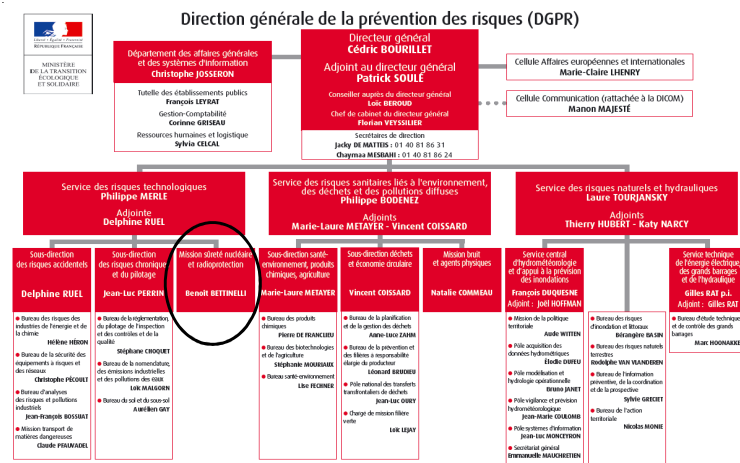 Direction générale de la prévention des risques (DGPR)
Liberté • Égalité • Fraternité
RÉPUBLIQUE FRANÇAISE
MINISTÈRE
DE LA TRANSITION
ÉCOLOGIQUE
ET SOLIDAIRE
Département des affaires générales
et des systèmes d'information
Christophe JOSSERON
Tutelle des établissements publics
François LEYRAT
Gestion-Comptabilité
Corinne GRISEAU
Ressources humaines et logistique
Sylvia CELCAL
Directeur général
Cédric BOURILLET
Adjoint au directeur général
Patrick SOULÉ
Conseiller auprès du directeur général
Loïc BEROUD
Chef de cabinet du directeur général
Florian VEYSSILIER
Secrétaires de direction
Jacky DE MATTEIS : 01 40 81 86 31
Chaymaa MESBAHI : 01 40 81 86 24
Cellule Affaires européennes et internationales
Marie-Claire LHENRY
Cellule Communication (rattachée à la DICOM)
Manon MAJESTÉ
Service des risques technologiques
Philippe MERLE
Adjointe
Delphine RUEL
Service des risques sanitaires liés à l'environnement,
des déchets et des pollutions diffuses
Philippe BODENEZ
Adjoints
Marie-Laure METAYER - Vincent COISSARD
Service des risques naturels et hydrauliques
Laure TOURJANSKY
Adjoints
Thierry HUBERT - Katy NARCY
Sous-direction
des risques accidentels
Delphine RUEL
• Bureau des risques des
industries de l'énergie et de
la chimie
Hélène HÉRON
• Bureau de la sécurité des
équipements à risques et
des réseaux
Christophe PÉCOULT
• Bureau d'analyses
des risques et pollutions
industriels
Jean-François BOSSUAT
• Mission transport de
matières dangereuses
Claude PFAUVADEL
Sous-direction
des risques chronique
et du pilotage
Jean-Luc PERRIN
• Bureau de la réglementation,
du pilotage de l'inspection
et des contrôles et de la
qualité
Stéphane CHOQUET
• Bureau de la nomenclature,
des émissions industrielles
et des pollutions des eaux
Loïc MALGORN
• Bureau du sol et du sous-sol
Aurélien GAY
Mission sûreté nucléaire
et radioprotection
Benoît BETTINELLI
Sous-direction santé-
environnement, produits
chimiques, agriculture
Marie-Laure METAYER
• Bureau des produits
chimiques
Pierre DE FRANCLIEU
• Bureau des biotechnologies
et de l'agriculture
Stéphanie MOURIAUX
• Bureau santé-environnement
Lise FECHNER
Sous-direction déchets
et économie circulaire
Vincent COISSARD
• Bureau de la planification
et de la gestion des déchets
Anne-Luce ZAHM
• Bureau de la prévention et
des filières à responsabilité
élargie du producteur
Léonard BRUDIEU
• Pôle national des transferts
transfrontaliers de déchets
Jean-Luc OURY
• Charge de mission filière
verte
Loïc LEJAY
Mission bruit
et agents physiques
Natalie COMMEAU
Service central
d'hydrométéorologie
et d'appui à la prévision
des inondations
François DUQUESNE
Adjoint : Joël HOFFMAN
• Mission de la politique
territoriale
Aude WITTEN
• Pôle acquisition des
données hydrométriques
Élodie DUFEU
• Pôle modélisation et
hydrologie opérationnelle
Bruno JANET
• Pôle vigilance et prévision
hydrométéorologique
Jean-Marie COULOMB
• Pôle systèmes d'information
Jean-Luc MONCEYRON
• Secrétariat général
Emmanuelle MAUCHRETIEN
• Bureau des risques
d'inondation et littoraux
Bérangère BASIN
• Bureau des risques naturels
terrestres
Rodolphe VAN VLANDEREN
• Bureau de l'information
préventive, de la coordination
et de la prospective
Sylvie GRECIET
• Bureau de l'action
territoriale
Nicolas MONIE
Service technique
de l'énergie électrique,
des grands barrages
et de l'hydraulique
Gilles RAT p.i.
Adjoint : Gilles RAT
• Bureau d'étude technique
et de contrôle des grands
barrages
Marc HOONAKKE